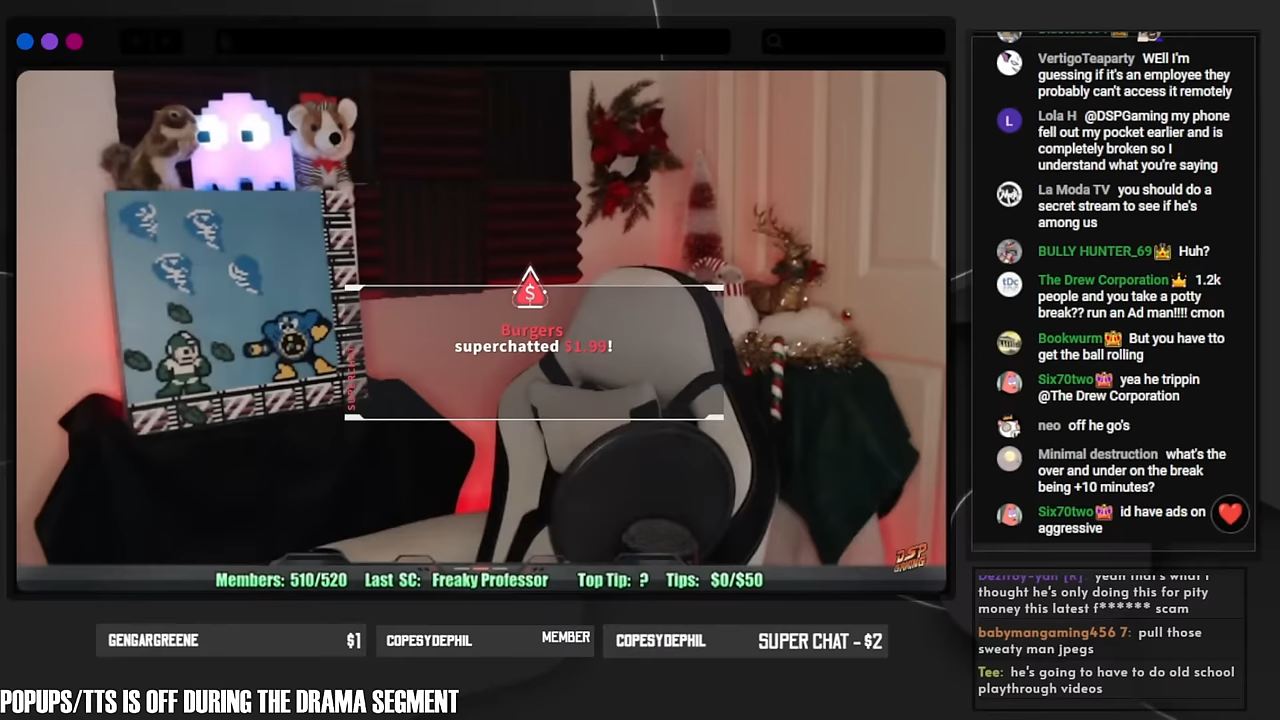 VertigoTeaparty WEll I'm
guessing if it's an employee they
probably can't access it remotely
Lola H @DSPGaming my phone
fell out my pocket earlier and is
completely broken so I
understand what you're saying
La Moda TV you should do a
secret stream to see if he's
among us
BULLY HUNTER_69 Huh?
The Drew Corporation 1.2k
people and you take a potty
break?? run an Ad man!!!! cmon
Bookwurm But you have tto
get the ball rolling
Six70two yea he trippin
@The Drew Corporation
neo off he go's
Minimal destruction what's the
over and under on the break
being +10 minutes?
Six70two id have ads on
aggressive
$
Burgers
superchatted $1.99!
DSP
GAMING
Members: 510/520 Last SC: Freaky Professor Top Tip: ? Tips: $0/$50
yeah that's what I
thought he's only doing this for pity
money this latest f****** scam
babymangaming456 7: pull those
sweaty man jpegs
Tee: he's going to have to do old school
playthrough videos
GENGARGREENE $1
COPESYDEPHIL MEMBER
COPESYDEPHIL SUPER CHAT - $2
POPUPS/TTS IS OFF DURING THE DRAMA SEGMENT